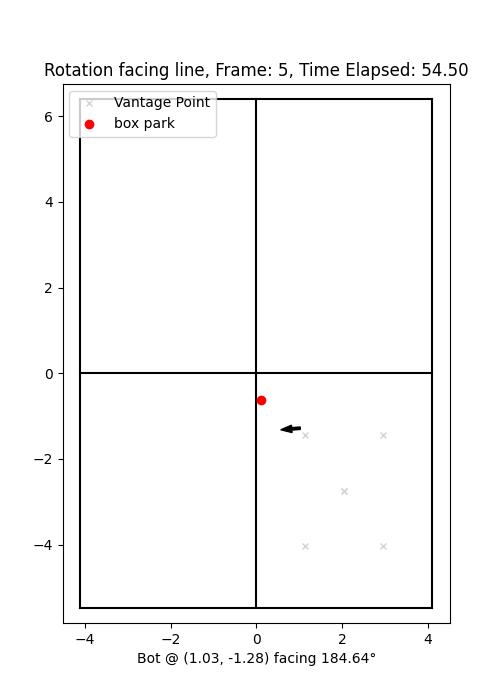 Rotation facing line, Frame: 5, Time Elapsed: 54.50
Vantage Point
box park
6
4
2
0
−2
−4
−4 −2 0 2 4
Bot @ (1.03, -1.28) facing 184.64°